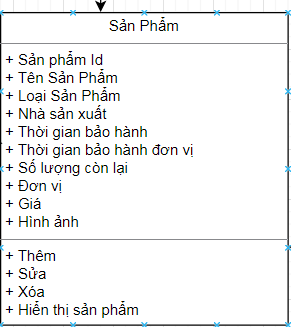 Sản Phẩm
+ Sản phẩm Id
+ Tên Sản Phẩm
+ Loại Sản Phẩm
+ Nhà sản xuất
+ Thời gian bảo hành
+ Thời gian bảo hành đơn vị
+ Số lượng còn lại
+ Đơn vị
+ Giá
+ Hình ảnh
+ Thêm
+ Sửa
+ Xóa
+ Hiển thị sản phẩm